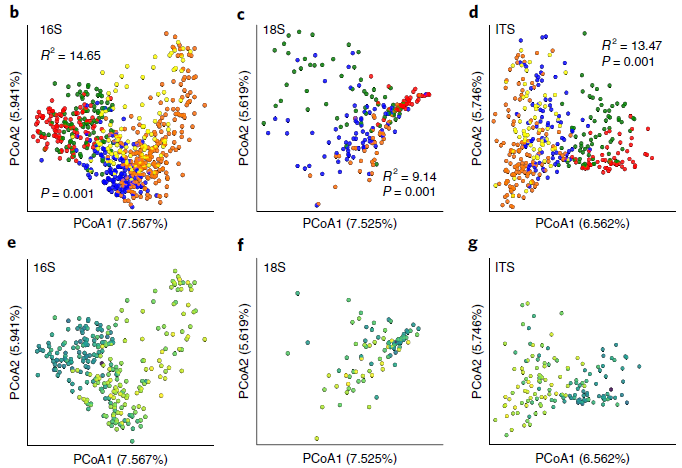 b
16S
R² = 14.65
P = 0.001
PCoA2 (5.941%)
PCoA1 (7.567%)
c
18S
R² = 9.14
P = 0.001
PCoA2 (5.619%)
PCoA1 (7.525%)
d
ITS
R² = 13.47
P = 0.001
PCoA2 (5.746%)
PCoA1 (6.562%)
e
16S
PCoA2 (5.941%)
PCoA1 (7.567%)
f
18S
PCoA2 (5.619%)
PCoA1 (7.525%)
g
ITS
PCoA2 (5.746%)
PCoA1 (6.562%)